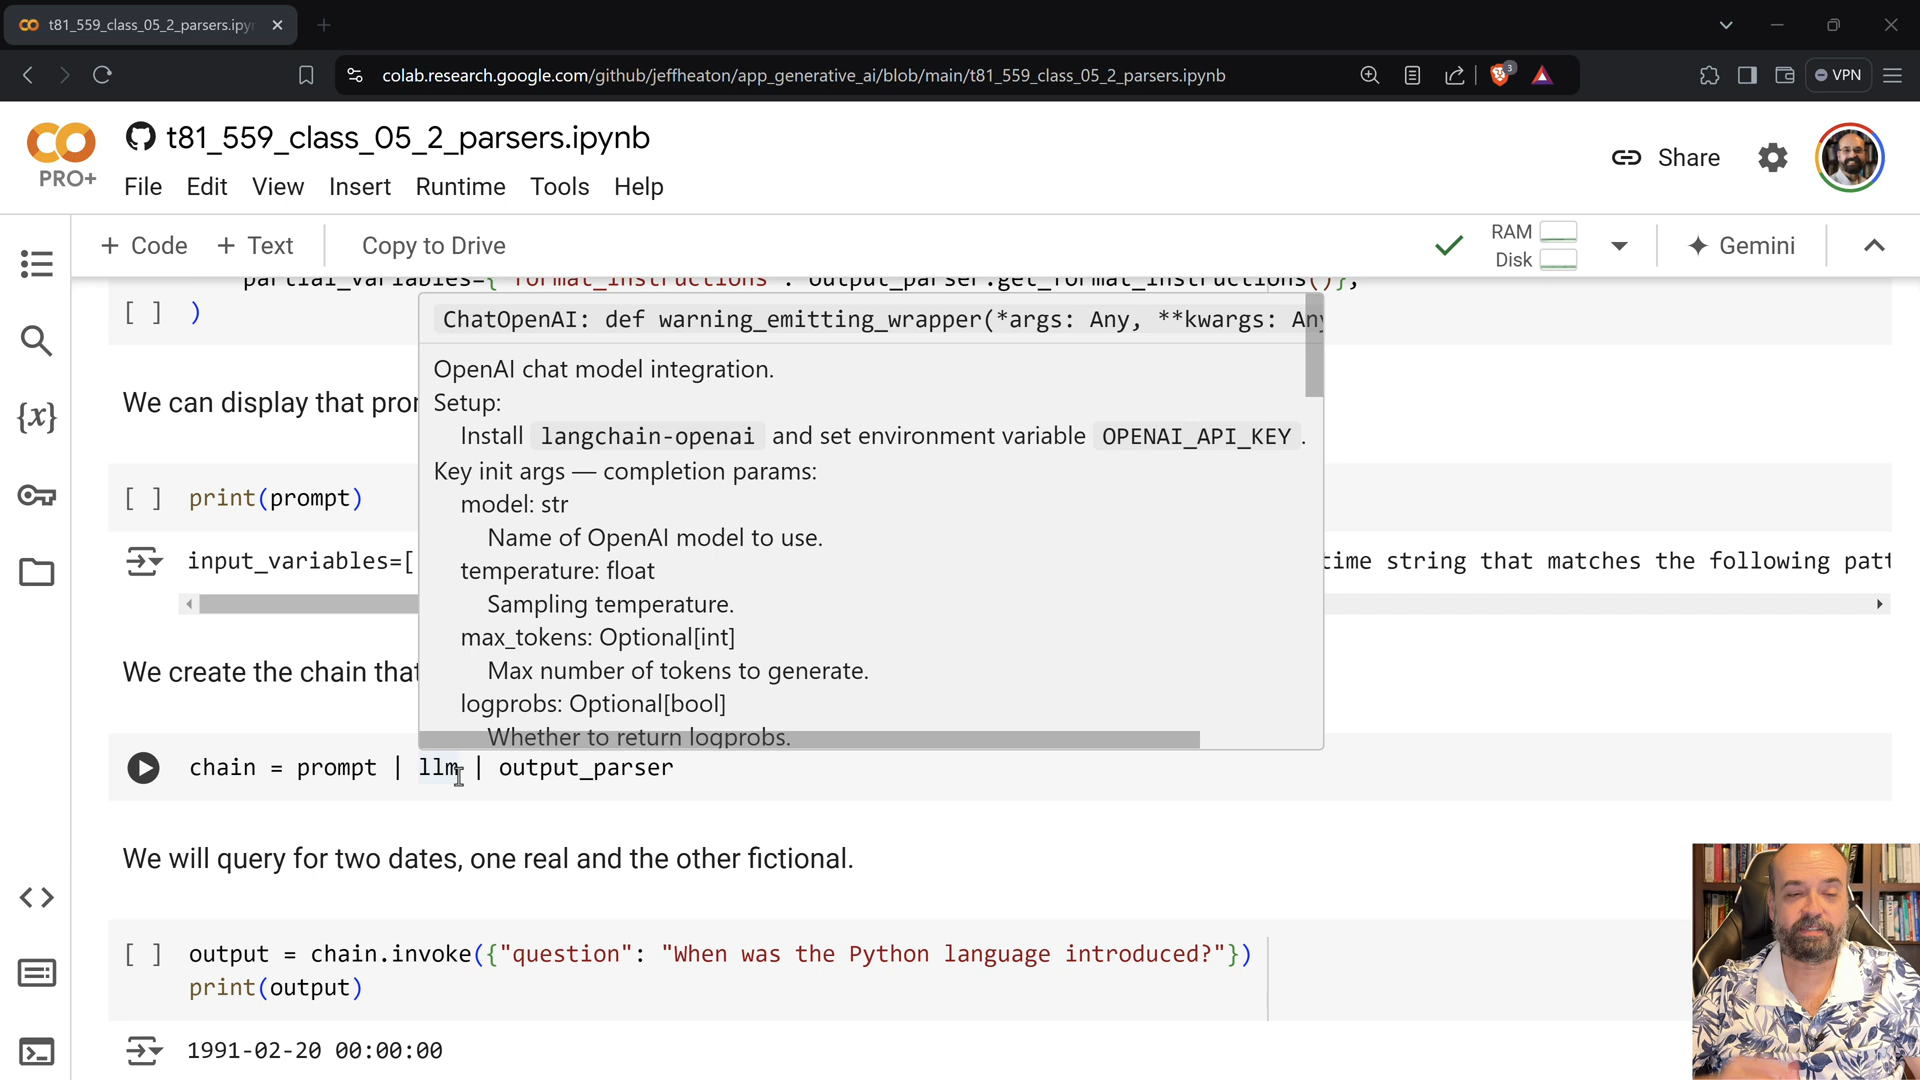 t81_559_class_05_2_parsers.ipy
colab.research.google.com/github/jeffheaton/app_generative_ai/blob/main/t81_559_class_05_2_parsers.ipynb
3
VPN
PRO+
t81_559_class_05_2_parsers.ipynb
File Edit View Insert Runtime Tools Help
Share
+ Code + Text Copy to Drive
RAM
Disk
Gemini
partial_variables={"format_instructions": output_parser.get_format_instructions()},
[ ] )
ChatOpenAI: def warning_emitting_wrapper(*args: Any, **kwargs: Any
OpenAI chat model integration.
Setup:
Install langchain-openai and set environment variable OPENAI_API_KEY .
Key init args — completion params:
model: str
Name of OpenAI model to use.
temperature: float
Sampling temperature.
max_tokens: Optional[int]
Max number of tokens to generate.
logprobs: Optional[bool]
Whether to return logprobs.
We can display that pro
[ ] print(prompt)
input_variables=[ time string that matches the following patt
We create the chain that
chain = prompt | llm | output_parser
We will query for two dates, one real and the other fictional.
[ ] output = chain.invoke({"question": "When was the Python language introduced?"})
print(output)
1991-02-20 00:00:00